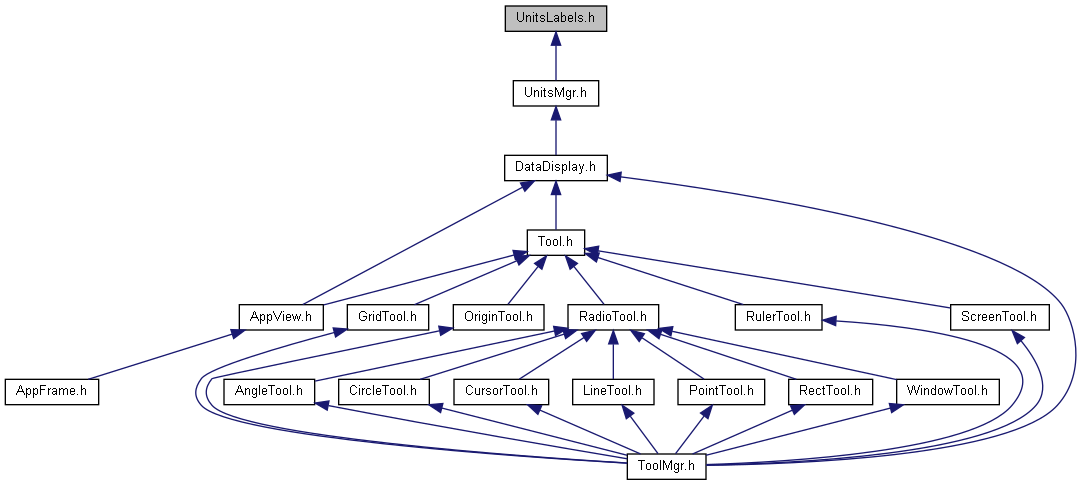 UnitsLabels.h
UnitsMgr.h
DataDisplay.h
Tool.h
AppView.h
GridTool.h
OriginTool.h
RadioTool.h
RulerTool.h
ScreenTool.h
AppFrame.h
AngleTool.h
CircleTool.h
CursorTool.h
LineTool.h
PointTool.h
RectTool.h
WindowTool.h
ToolMgr.h